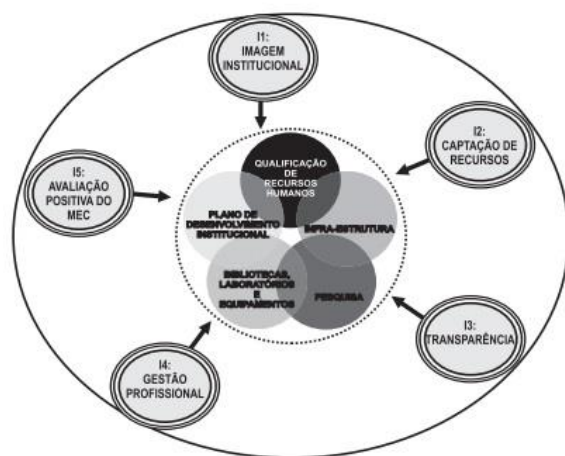 I1:
IMAGEM
INSTITUCIONAL
I2:
CAPTAÇÃO DE
RECURSOS
I5:
AVALIAÇÃO
POSITIVA DO
MEC
QUALIFICAÇÃO
DE
RECURSOS
HUMANOS
PLANO DE
DESENVOLVIMENTO
INSTITUCIONAL
INFRA-ESTRUTURA
BIBLIOTECAS,
LABORATÓRIOS
E
EQUIPAMENTOS
PESQUISA
I3:
TRANSPARÊNCIA
I4:
GESTÃO
PROFISSIONAL